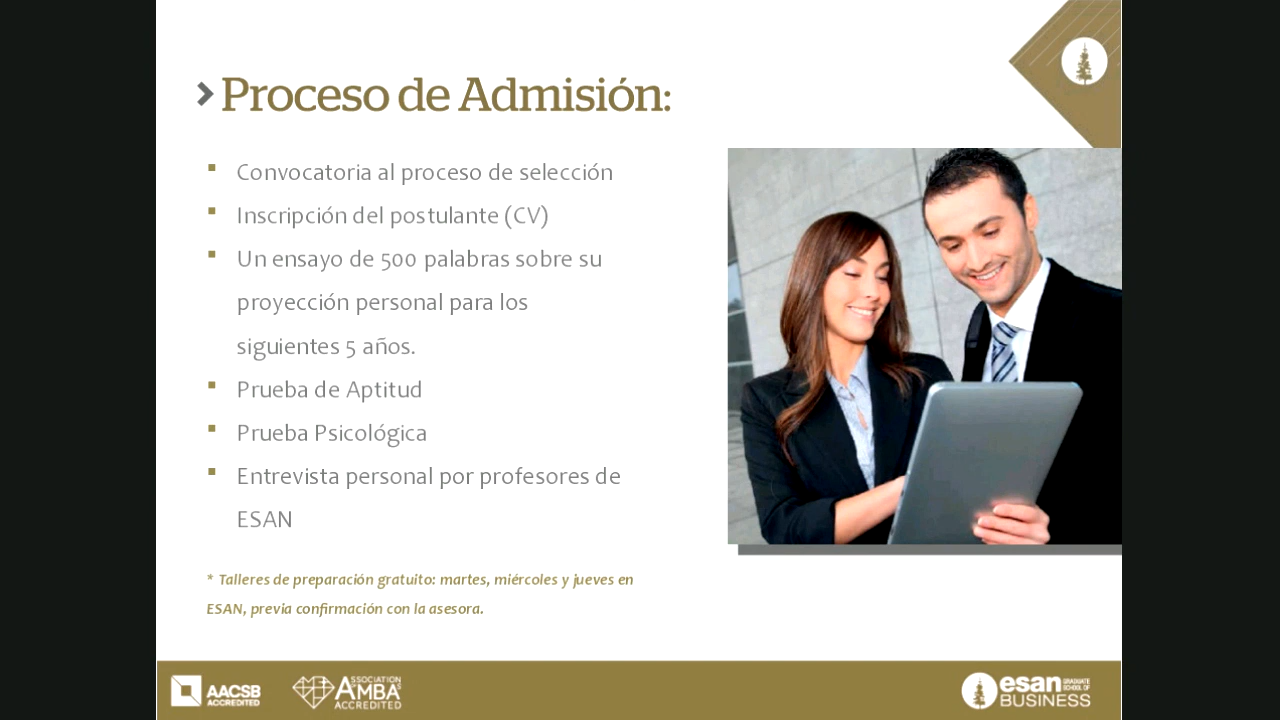 Proceso de Admisión:
Convocatoria al proceso de selección
Inscripción del postulante (CV)
Un ensayo de 500 palabras sobre su
proyección personal para los
siguientes 5 años.
Prueba de Aptitud
Prueba Psicológica
Entrevista personal por profesores de
ESAN
* Talleres de preparación gratuito: martes, miércoles y jueves en
ESAN, previa confirmación con la asesora.
AACSB
ACCREDITED
ASSOCIATION
AMBA
ACCREDITED
esan GRADUATE
SCHOOL OF
BUSINESS